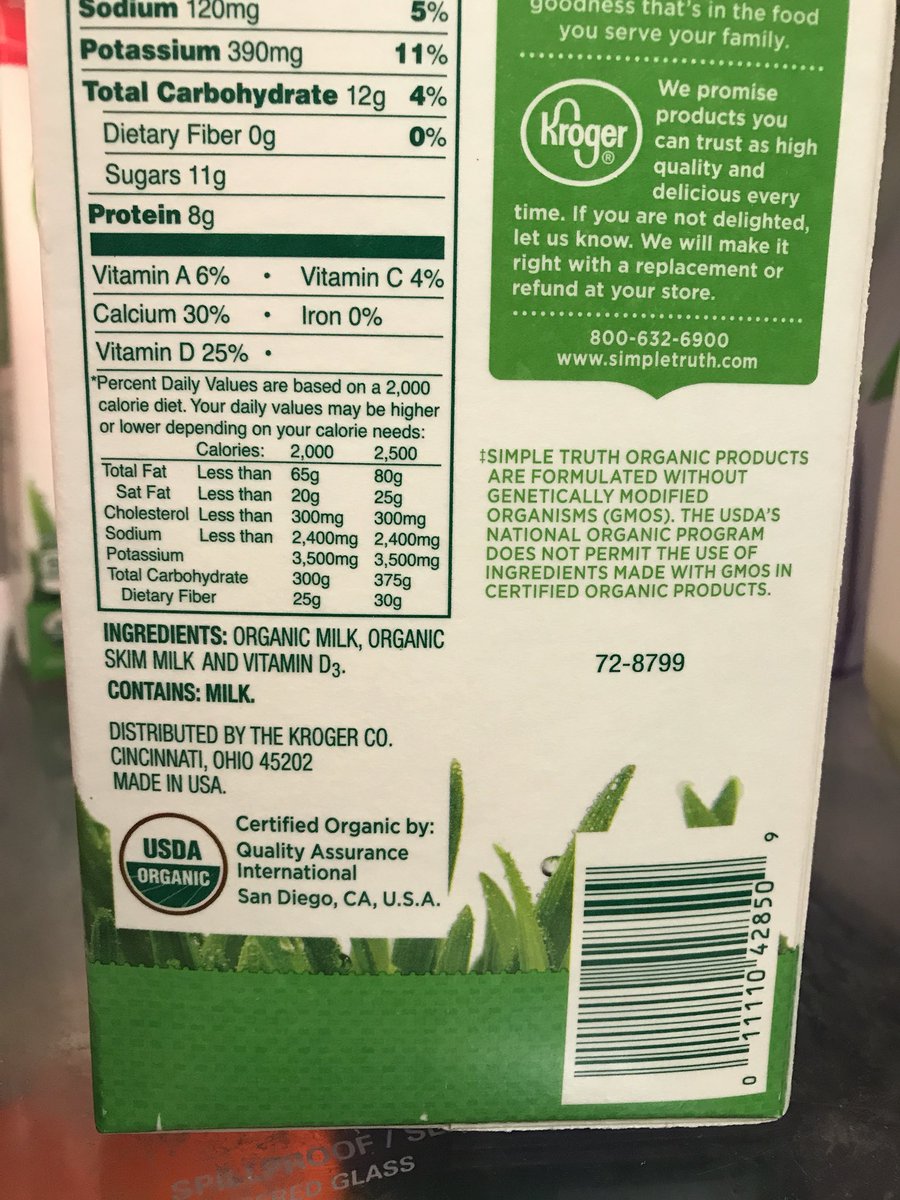 Sodium 120mg 5%
Potassium 390mg 11%
Total Carbohydrate 12g 4%
Dietary Fiber 0g 0%
Sugars 11g
Protein 8g
Vitamin A 6% • Vitamin C 4%
Calcium 30% • Iron 0%
Vitamin D 25% •
*Percent Daily Values are based on a 2,000
calorie diet. Your daily values may be higher
or lower depending on your calorie needs:
Calories: 2,000 2,500
Total Fat Less than 65g 80g
Sat Fat Less than 20g 25g
Cholesterol Less than 300mg 300mg
Sodium Less than 2,400mg 2,400mg
Potassium 3,500mg 3,500mg
Total Carbohydrate 300g 375g
Dietary Fiber 25g 30g
INGREDIENTS: ORGANIC MILK, ORGANIC
SKIM MILK AND VITAMIN D3.
CONTAINS: MILK.
DISTRIBUTED BY THE KROGER CO.
CINCINNATI, OHIO 45202
MADE IN USA.
USDA
ORGANIC
Certified Organic by:
Quality Assurance
International
San Diego, CA, U.S.A.
goodness that's in the food
you serve your family.
Kroger®
We promise
products you
can trust as high
quality and
delicious every
time. If you are not delighted,
let us know. We will make it
right with a replacement or
refund at your store.
800-632-6900
www.simpletruth.com
‡SIMPLE TRUTH ORGANIC PRODUCTS
ARE FORMULATED WITHOUT
GENETICALLY MODIFIED
ORGANISMS (GMOS). THE USDA'S
NATIONAL ORGANIC PROGRAM
DOES NOT PERMIT THE USE OF
INGREDIENTS MADE WITH GMOS IN
CERTIFIED ORGANIC PRODUCTS.
72-8799
0 11110 42850 9
SPILLPROOF /
GLASS